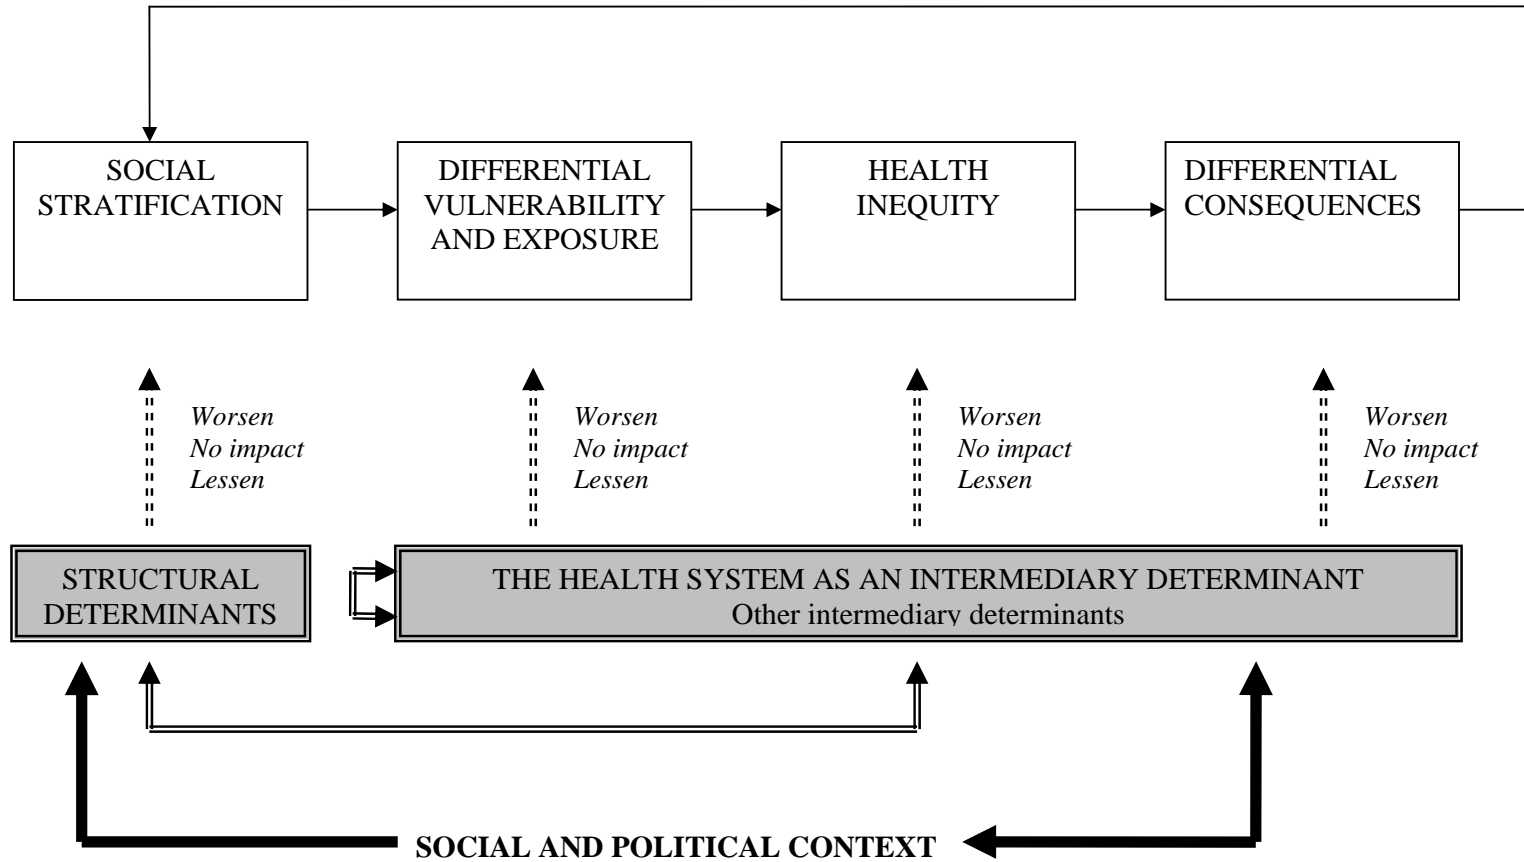 SOCIAL
STRATIFICATION
DIFFERENTIAL
VULNERABILITY
AND EXPOSURE
HEALTH
INEQUITY
DIFFERENTIAL
CONSEQUENCES
Worsen
No impact
Lessen
Worsen
No impact
Lessen
Worsen
No impact
Lessen
Worsen
No impact
Lessen
STRUCTURAL
DETERMINANTS
THE HEALTH SYSTEM AS AN INTERMEDIARY DETERMINANT
Other intermediary determinants
SOCIAL AND POLITICAL CONTEXT